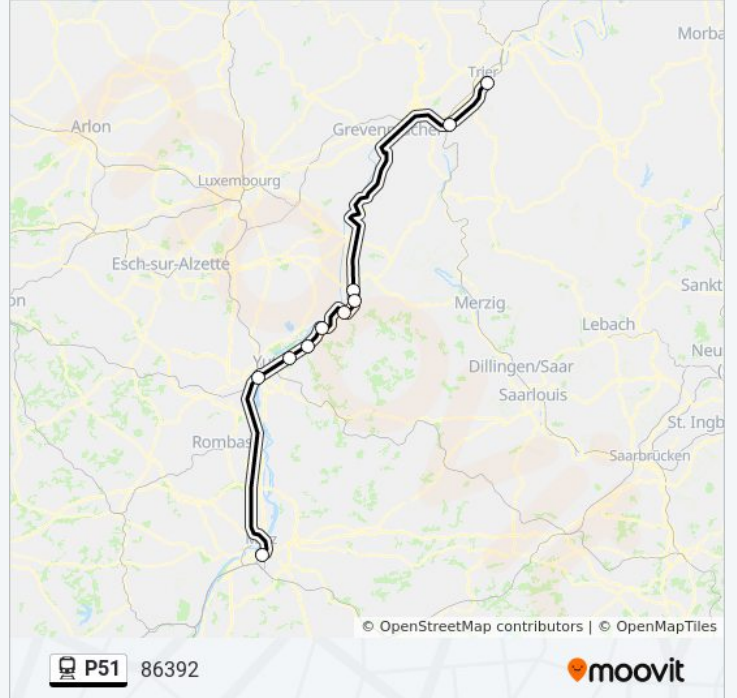 Morba
Trier
Arlon
Luxembourg
Esch-sur-Alzette
on
Sankt
Merzig
Lebach
Neu
Dillingen/Saar
Saarlouis
St. Ingb
Rombas
Saarbrücken
© OpenStreetMap contributors | © OpenMapTiles
P51 86392 moovit